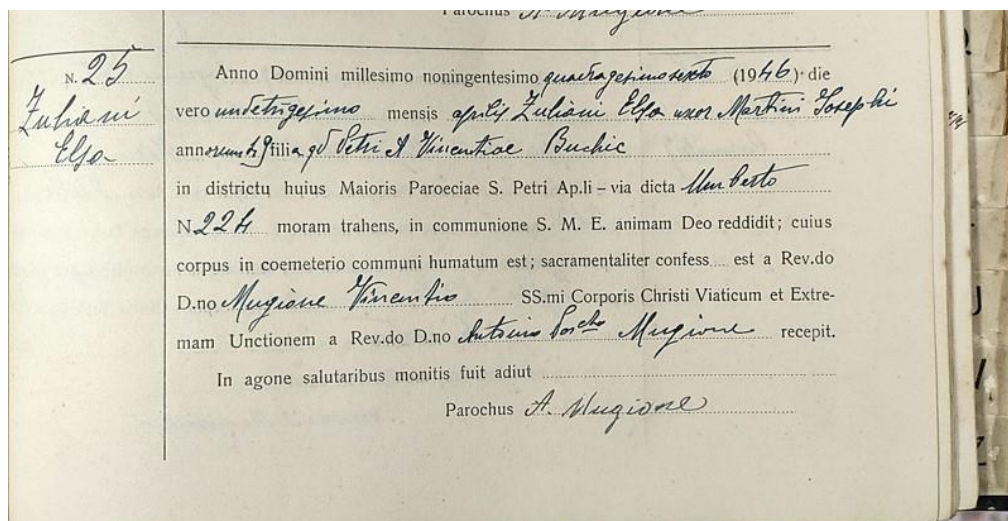 Parochus A. Mugione
N. 25
Zuliani
Elsa
Anno Domini millesimo noningentesimo quadragesimosexto (1946) die
vero undetrigesimo mensis aprilis Zuliani Elsa uxor Martini Josephi
annorum filia qd Petri et Vincentiae Buchic
in districtu huius Maioris Paroeciae S. Petri Ap.li – via dicta Umberto
N. 224 moram trahens, in communione S. M. E. animam Deo reddidit; cuius
corpus in coemeterio communi humatum est; sacramentaliter confess.... est a Rev.do
D.no Mugione Vincentio SS.mi Corporis Christi Viaticum et Extre-
mam Unctionem a Rev.do D.no Antonio Mugione recepit.
In agone salutaribus monitis fuit adiut
Parochus A. Mugione